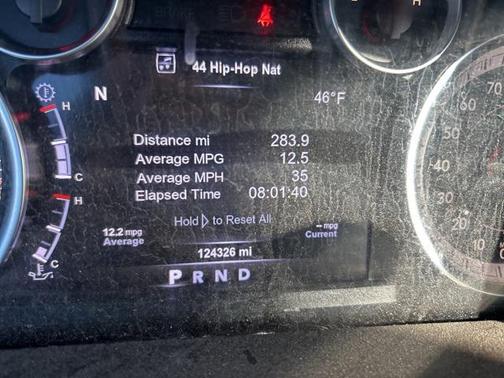 44 Hip-Hop Nat
H
N
46°F
Distance mi 283.9
Average MPG 12.5
Average MPH 35
Elapsed Time 08:01:40
C
H
Hold ▷ to Reset All
12.2 mpg
Average
-- mpg
Current
C
124326 mi
P R N D
70
60
50
40
30
20
10
0